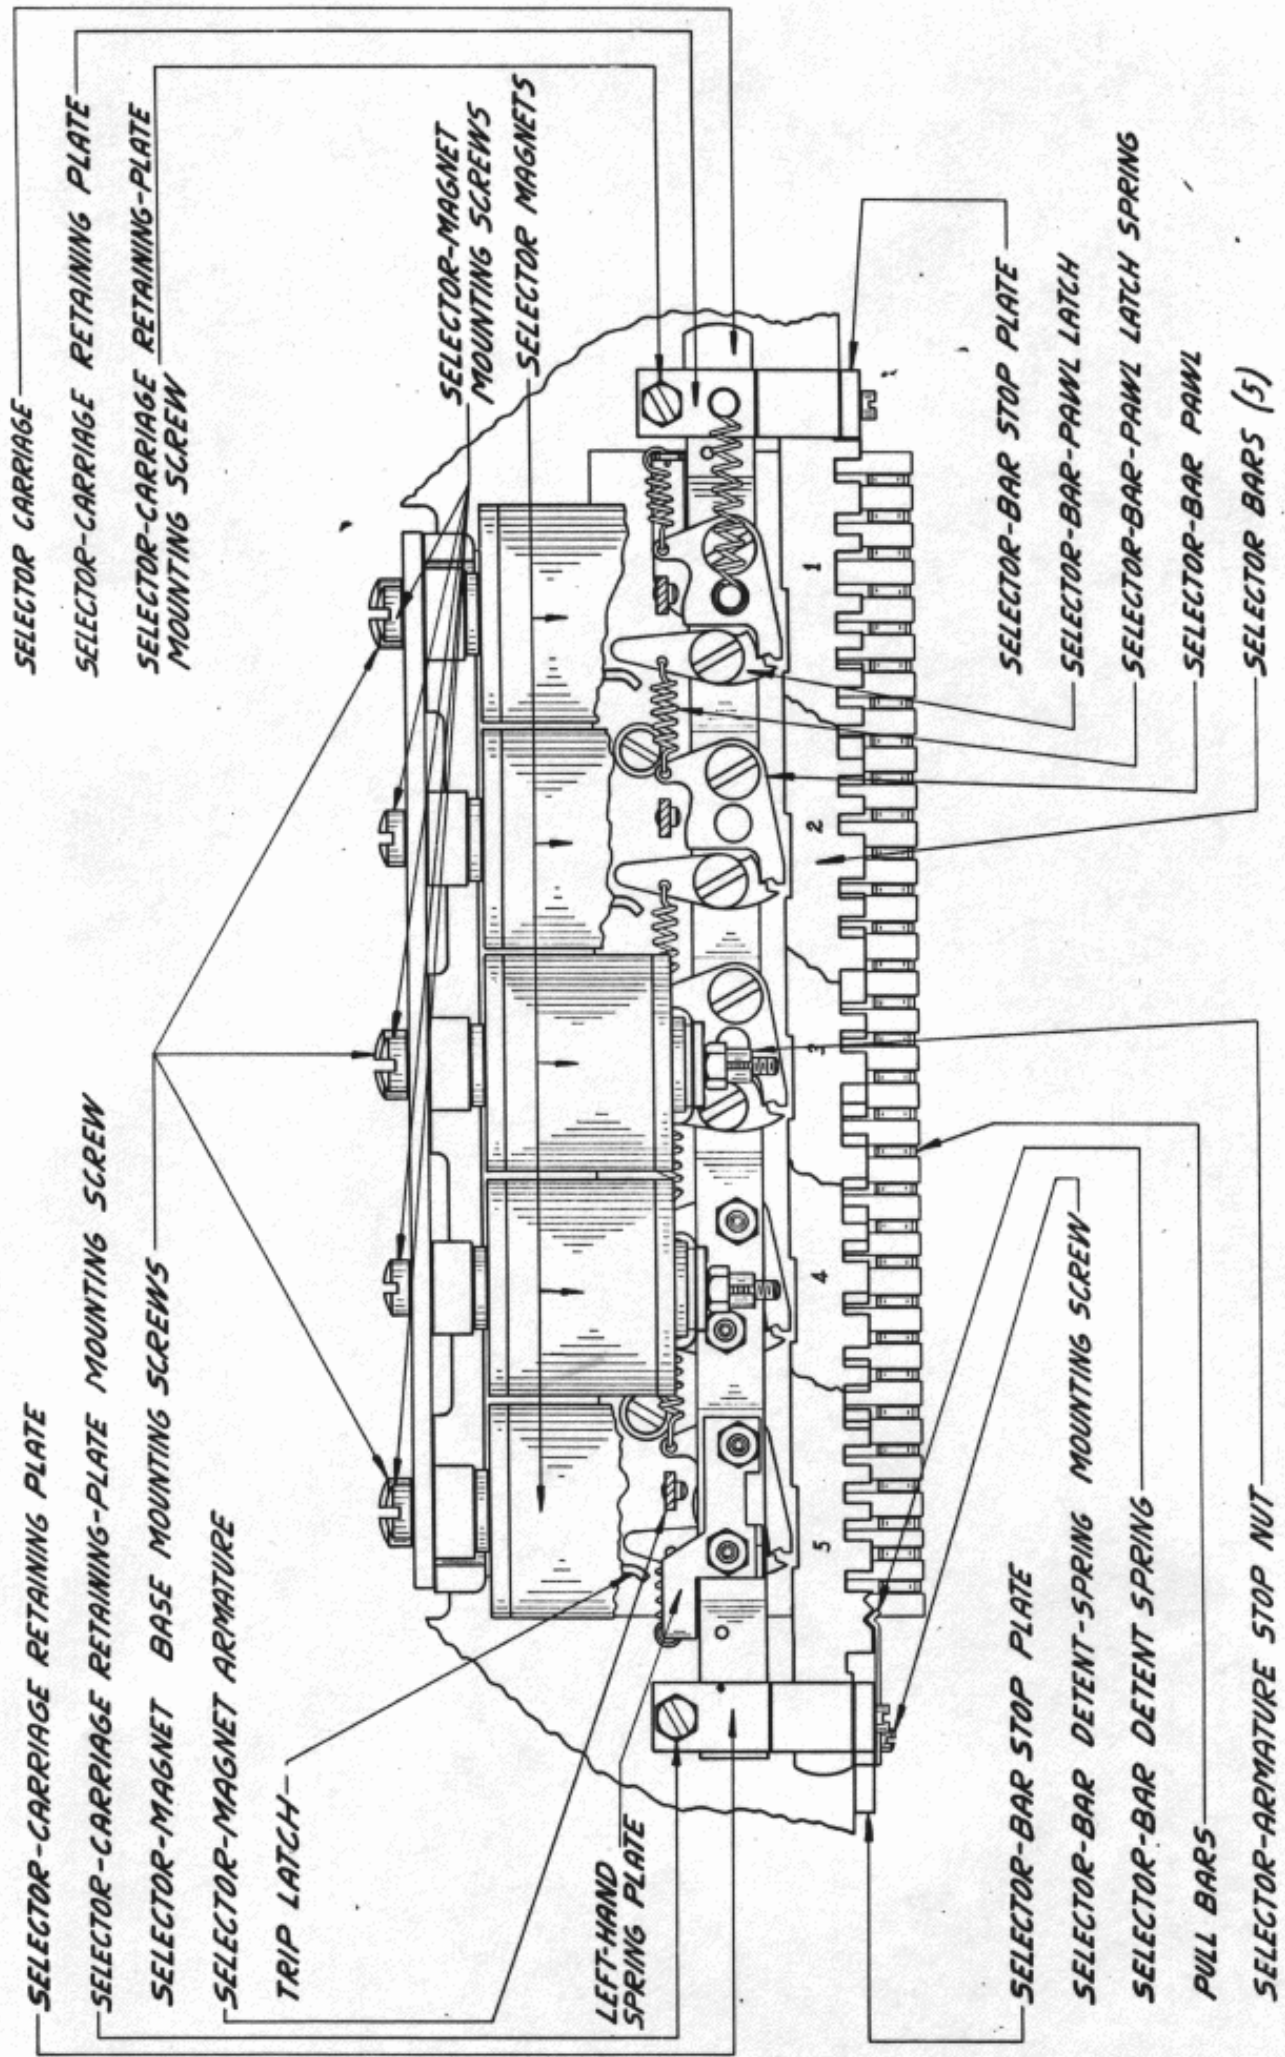 SELECTOR-CARRIAGE RETAINING PLATE
SELECTOR-CARRIAGE RETAINING-PLATE MOUNTING SCREW
SELECTOR-MAGNET BASE MOUNTING SCREWS
SELECTOR-MAGNET ARMATURE
TRIP LATCH
LEFT-HAND
SPRING PLATE
SELECTOR CARRIAGE
SELECTOR-CARRIAGE RETAINING PLATE
SELECTOR-CARRIAGE RETAINING-PLATE
MOUNTING SCREW
SELECTOR-MAGNET
MOUNTING SCREWS
SELECTOR MAGNETS
5
4
3
2
1
SELECTOR-BAR STOP PLATE
SELECTOR-BAR DETENT-SPRING MOUNTING SCREW
SELECTOR-BAR DETENT SPRING
PULL BARS
SELECTOR-ARMATURE STOP NUT
SELECTOR-BAR STOP PLATE
SELECTOR-BAR-PAWL LATCH
SELECTOR-BAR-PAWL LATCH SPRING
SELECTOR-BAR PAWL
SELECTOR BARS (5)